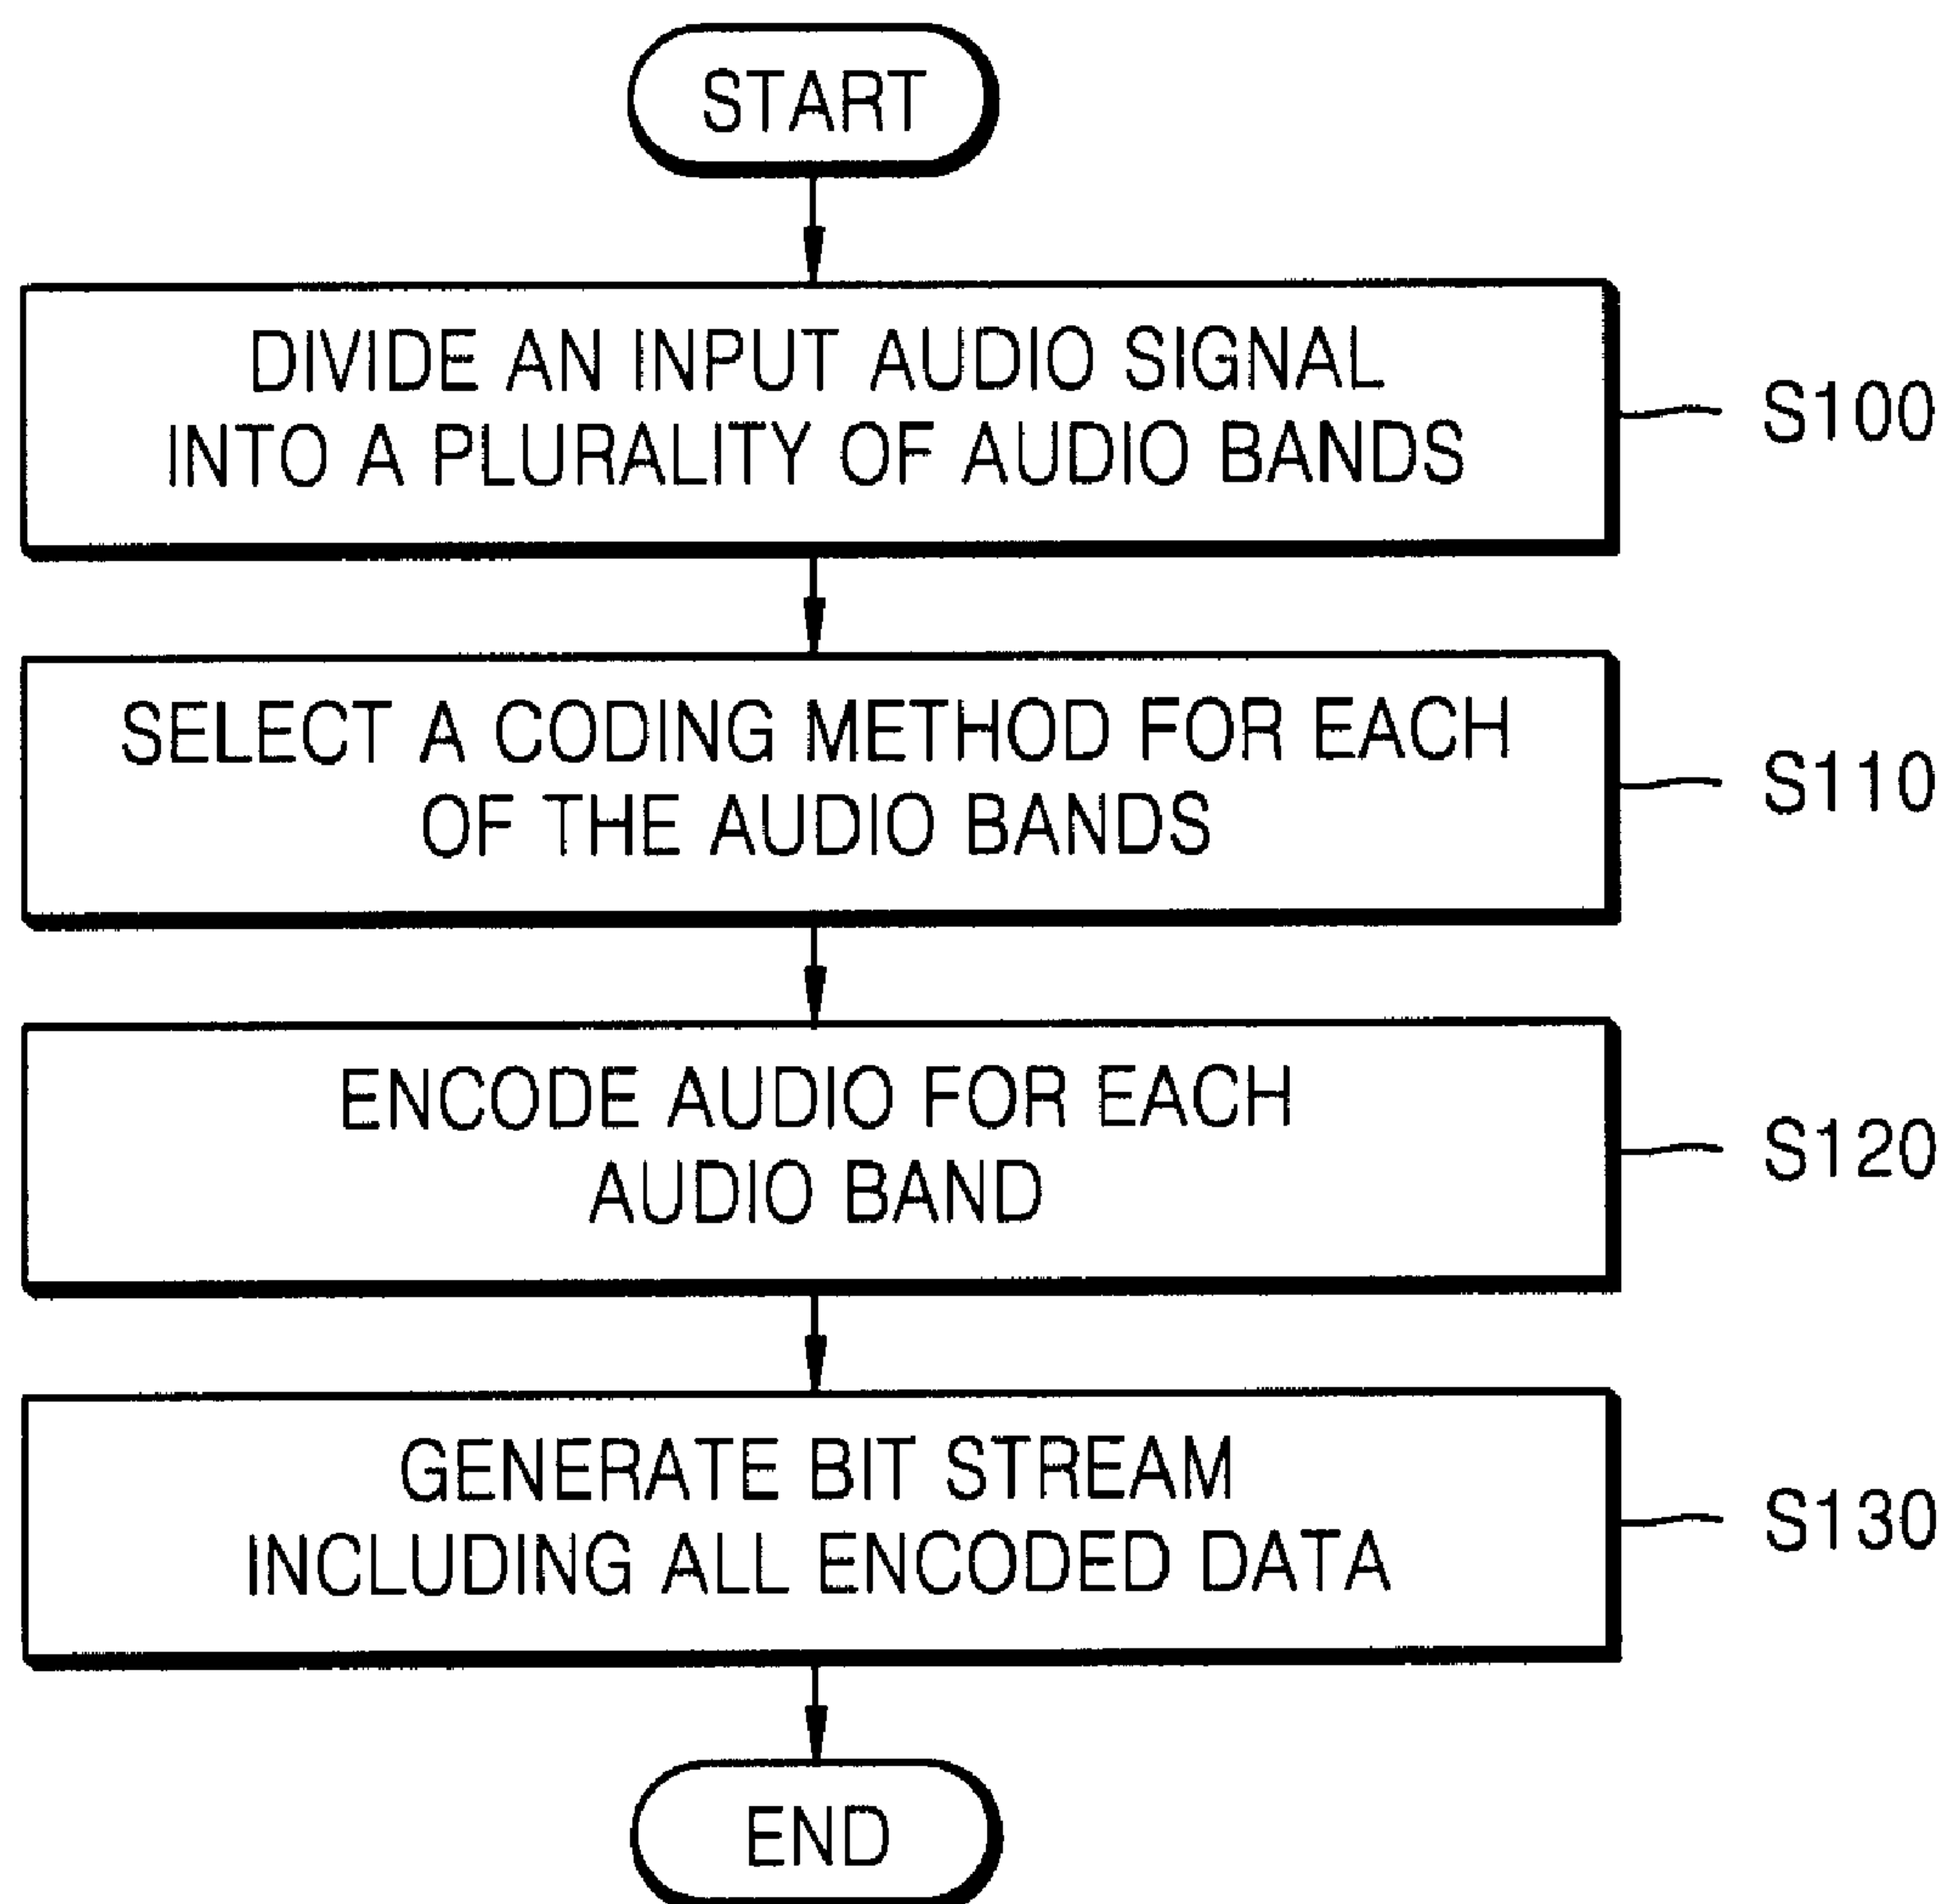 START
DIVIDE AN INPUT AUDIO SIGNAL
INTO A PLURALITY OF AUDIO BANDS
S100
SELECT A CODING METHOD FOR EACH
OF THE AUDIO BANDS
S110
ENCODE AUDIO FOR EACH
AUDIO BAND
S120
GENERATE BIT STREAM
INCLUDING ALL ENCODED DATA
S130
END